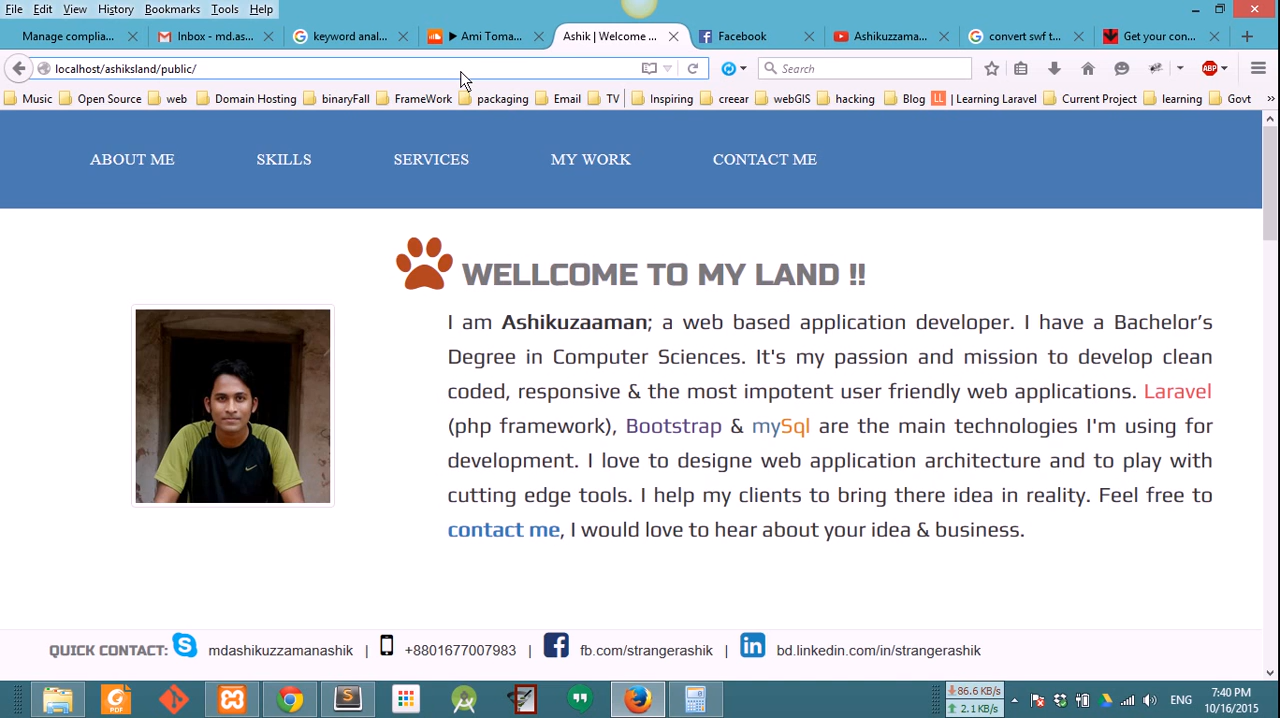 File Edit View History Bookmarks Tools Help
Manage complia... Inbox - md.as... keyword anal... ▶ Ami Toma... Ashik | Welcome ... Facebook Ashikuzzama... convert swf t... Get your con...
localhost/ashiksland/public/ Search ABP
Music Open Source web Domain Hosting binaryFall FrameWork packaging Email TV Inspiring creear webGIS hacking Blog LL | Learning Laravel Current Project learning Govt »
ABOUT ME SKILLS SERVICES MY WORK CONTACT ME
WELLCOME TO MY LAND !!
I am Ashikuzaaman; a web based application developer. I have a Bachelor's
Degree in Computer Sciences. It's my passion and mission to develop clean
coded, responsive & the most impotent user friendly web applications. Laravel
(php framework), Bootstrap & mySql are the main technologies I'm using for
development. I love to designe web application architecture and to play with
cutting edge tools. I help my clients to bring there idea in reality. Feel free to
contact me, I would love to hear about your idea & business.
QUICK CONTACT: mdashikuzzamanashik | +8801677007983 | fb.com/strangerashik | bd.linkedin.com/in/strangerashik
PDF 86.6 KB/s ENG 7:40 PM
2.1 KB/s 10/16/2015